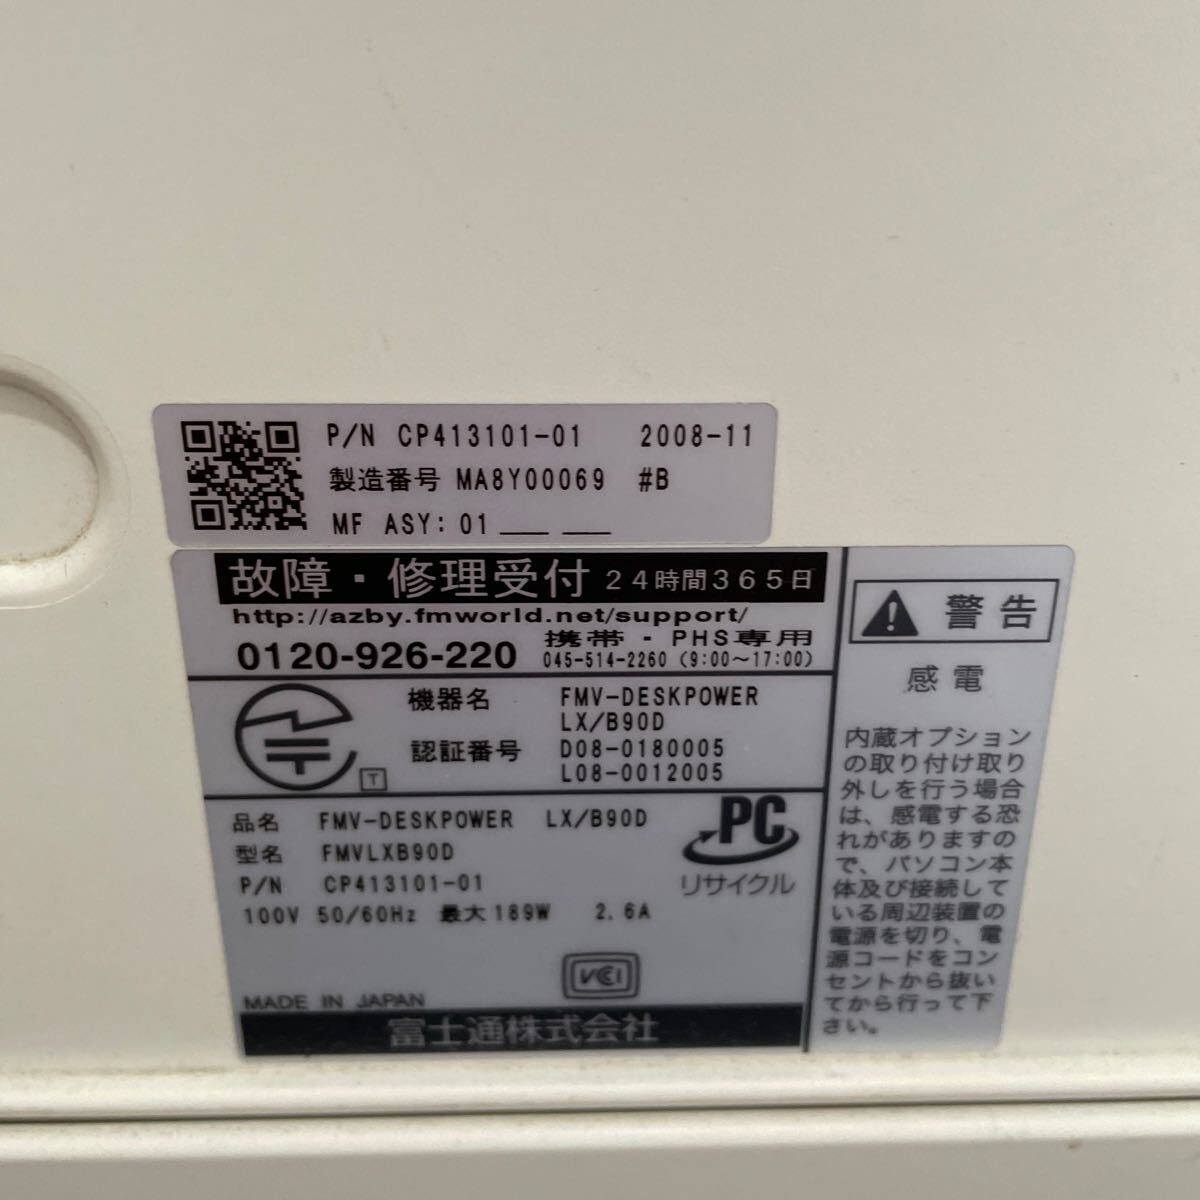 P/N CP413101-01 2008-11
製造番号 MA8Y00069 #B
MF ASY: 01 ___ ___
故障・修理受付 24時間365日
http://azby.fmworld.net/support/
0120-926-220
携帯・PHS専用
045-514-2260 (9:00〜17:00)
機器名 FMV-DESKPOWER
LX/B90D
認証番号 D08-0180005
L08-0012005
T
品名 FMV-DESKPOWER LX/B90D
型名 FMVLXB90D
P/N CP413101-01
100V 50/60Hz 最大189W 2.6A
PC
リサイクル
VCCI
MADE IN JAPAN
富士通株式会社
警告
感電
内蔵オプション
の取り付け取り
外しを行う場合
は、感電する恐
れがありますの
で、パソコン本
体及び接続して
いる周辺装置の
電源を切り、電
源コードをコン
セントから抜い
てから行って下
さい。